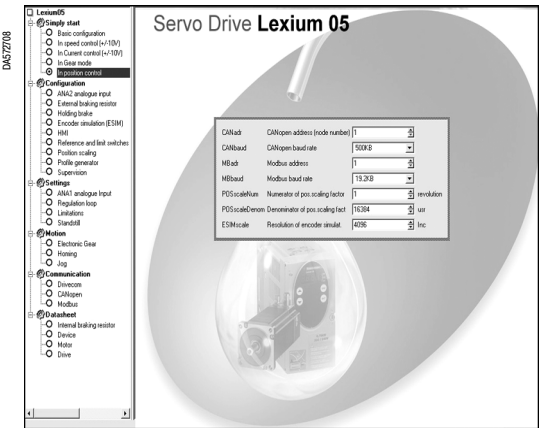 DA572708
Lexium05
Simply start
Basic configuration
In speed control (+/-10V)
In Current control (+/-10V)
In Gear mode
In position control
Configuration
ANA2 analogue input
External braking resistor
Holding brake
Encoder simulation (ESIM)
HMI
Reference and limit switches
Position scaling
Profile generator
Supervision
Settings
ANA1 analogue Input
Regulation loop
Limitations
Standstill
Motion
Electronic Gear
Homing
Jog
Communication
Drivecom
CANopen
Modbus
Datasheet
Internal braking resistor
Device
Motor
Drive
Servo Drive Lexium 05
CANadr CANopen address (node number) 1
CANbaud CANopen baud rate 500KB
MBadr Modbus address 1
MBbaud Modbus baud rate 19.2KB
POSscaleNum Numerator of pos.scaling factor 1 revolution
POSscaleDenom Denominator of pos.scaling fact 16384 usr
ESIMscale Resolution of encoder simulat. 4096 Inc